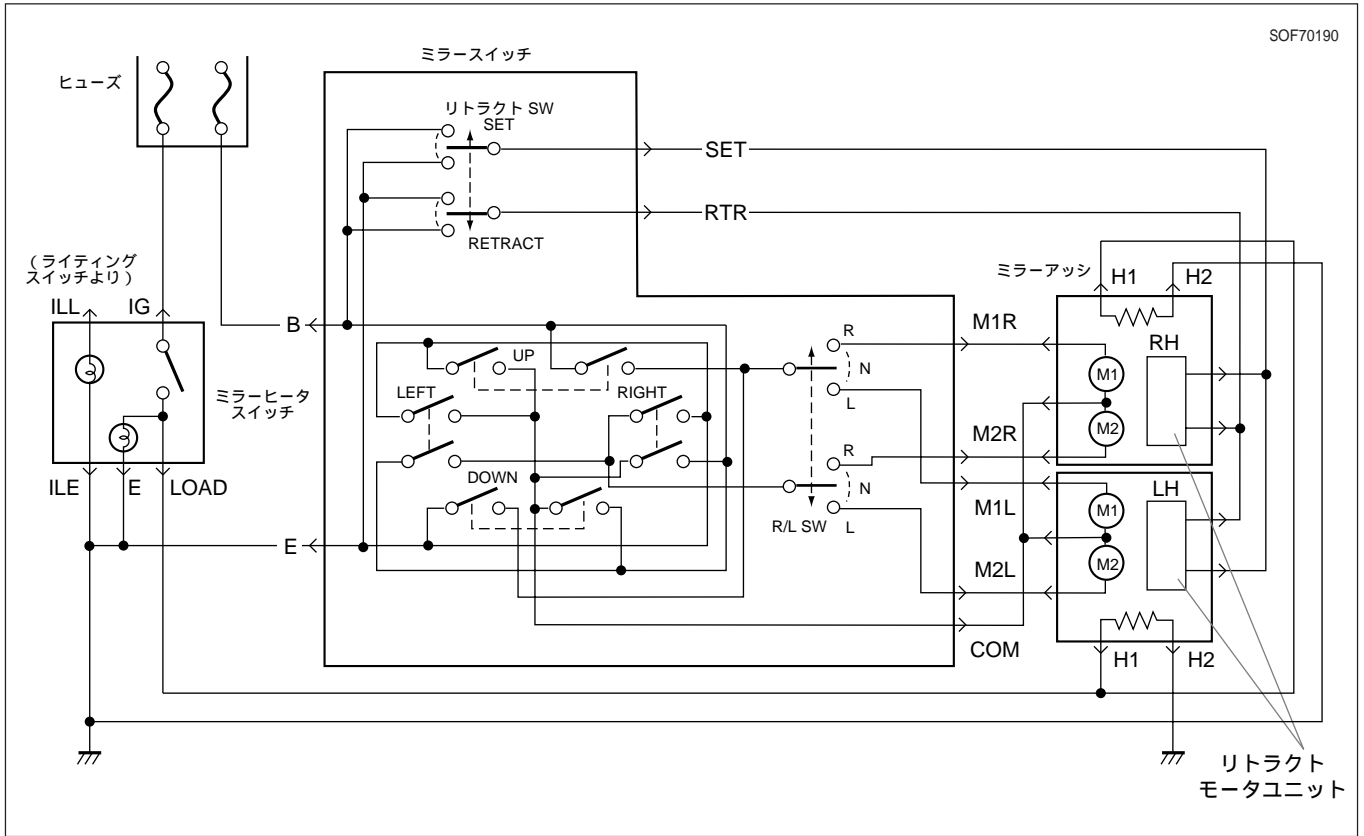 SOF70190
ミラースイッチ
ヒューズ
リトラクト SW
SET
SET
RTR
RETRACT
(ライティング
スイッチより)
ILL
IG
ミラーアッシ
H1
H2
B
M1R
R
N
L
UP
LEFT
RIGHT
RH
M1
M2
ミラーヒータ
スイッチ
M2R
R
N
L
DOWN
R/L SW
ILE
E
LOAD
M1L
LH
M1
M2
E
M2L
COM
H1
H2
リトラクト
モータユニット